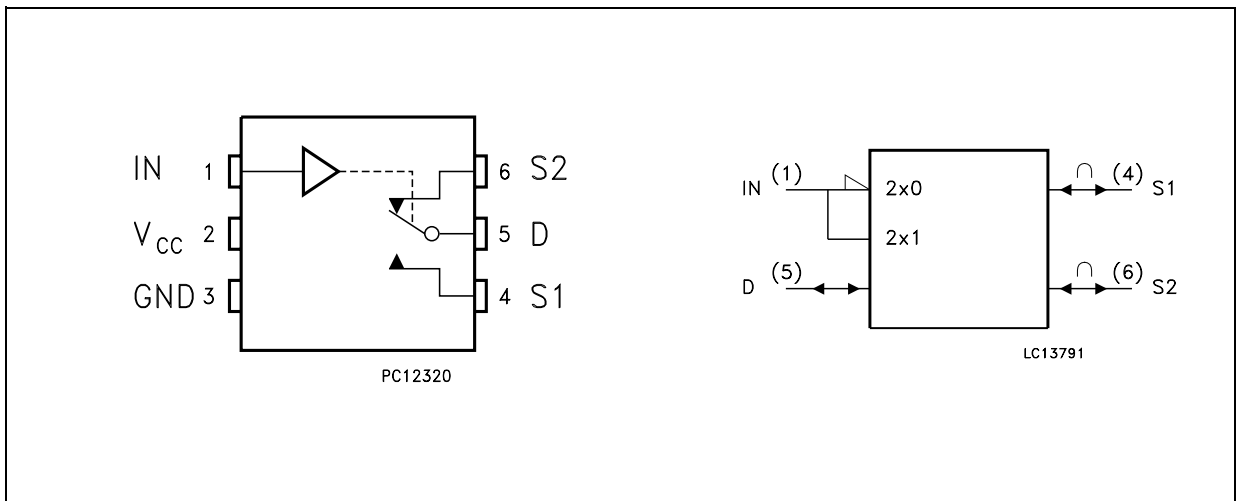 IN 1 6 S2
VCC 2 5 D
GND 3 4 S1
PC12320
IN (1) 2x0 (4) S1
2x1
D (5) (6) S2
LC13791